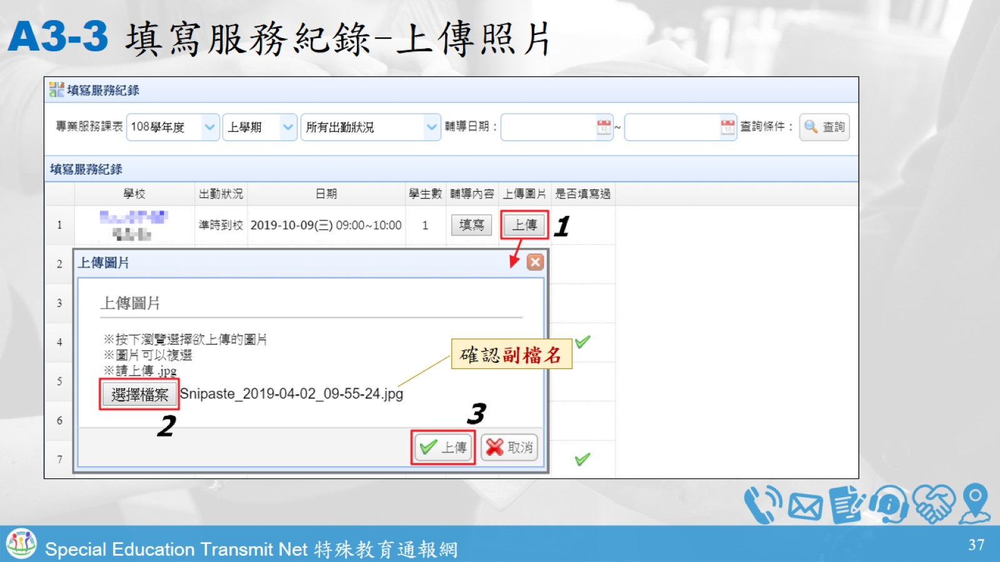 A3-3 填寫服務紀錄-上傳照片
填寫服務紀錄
專業服務課表 108學年度 上學期 所有出勤狀況 輔導日期： ~ 查詢條件： 查詢
填寫服務紀錄
學校 出勤狀況 日期 學生數 輔導內容 上傳圖片 是否填寫過
1 準時到校 2019-10-09(三) 09:00~10:00 1 填寫 上傳 1
2 上傳圖片
3 上傳圖片
4 ※按下瀏覽選擇欲上傳的圖片
※圖片可以複選
確認副檔名
※請上傳 .jpg
5
選擇檔案 Snipaste_2019-04-02_09-55-24.jpg
6 2 3
7 上傳 取消
Special Education Transmit Net 特殊教育通報網
37